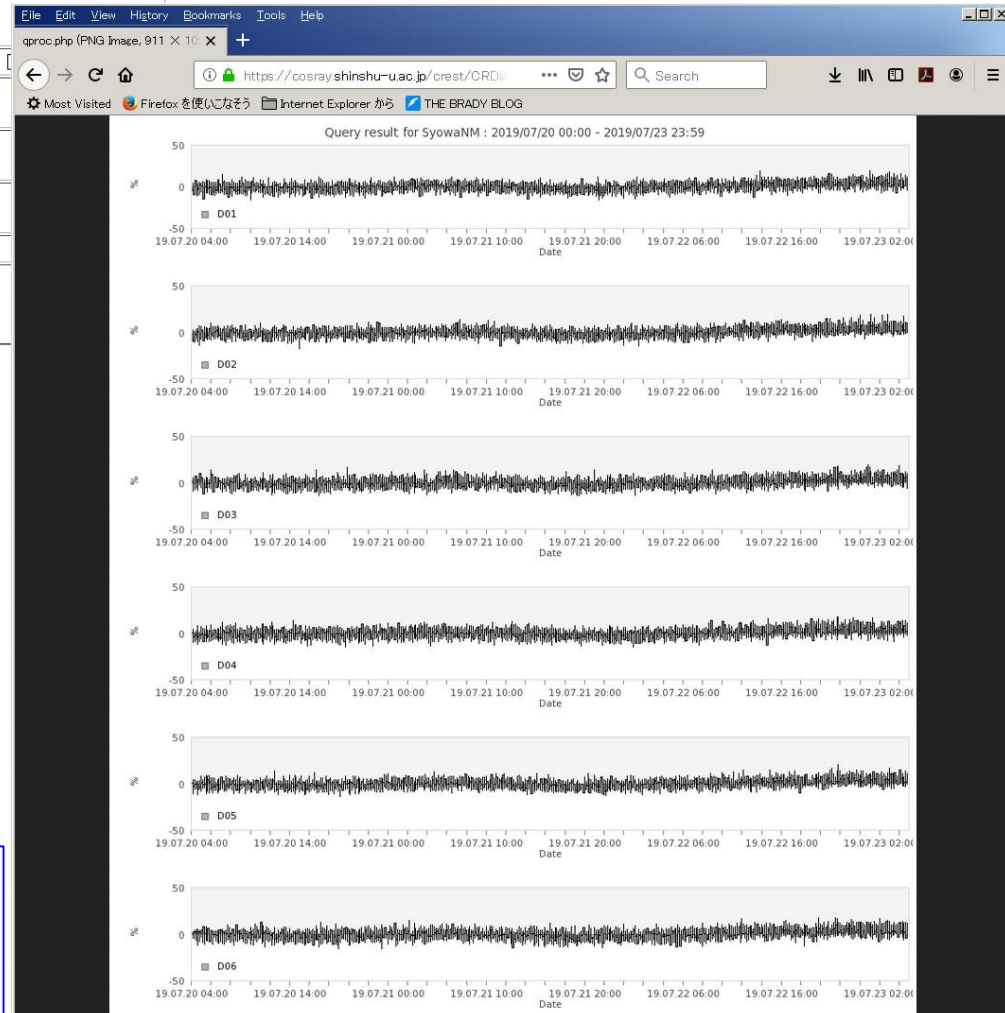 File Edit View History Bookmarks Tools Help
qproc.php (PNG Image, 911 × 10
https://cosray.shinshu-u.ac.jp/crest/CRDa
Search
Most Visited Firefox を使いこなそう Internet Explorer から THE BRADY BLOG
Query result for SyowaNM : 2019/07/20 00:00 - 2019/07/23 23:59
50
0
D01
-50
19.07.20 04:00 19.07.20 14:00 19.07.21 00:00 19.07.21 10:00 19.07.21 20:00 19.07.22 06:00 19.07.22 16:00 19.07.23 02:00
Date
50
0
D02
-50
19.07.20 04:00 19.07.20 14:00 19.07.21 00:00 19.07.21 10:00 19.07.21 20:00 19.07.22 06:00 19.07.22 16:00 19.07.23 02:00
Date
50
0
D03
-50
19.07.20 04:00 19.07.20 14:00 19.07.21 00:00 19.07.21 10:00 19.07.21 20:00 19.07.22 06:00 19.07.22 16:00 19.07.23 02:00
Date
50
0
D04
-50
19.07.20 04:00 19.07.20 14:00 19.07.21 00:00 19.07.21 10:00 19.07.21 20:00 19.07.22 06:00 19.07.22 16:00 19.07.23 02:00
Date
50
0
D05
-50
19.07.20 04:00 19.07.20 14:00 19.07.21 00:00 19.07.21 10:00 19.07.21 20:00 19.07.22 06:00 19.07.22 16:00 19.07.23 02:00
Date
50
0
D06
-50
19.07.20 04:00 19.07.20 14:00 19.07.21 00:00 19.07.21 10:00 19.07.21 20:00 19.07.22 06:00 19.07.22 16:00 19.07.23 02:00
Date